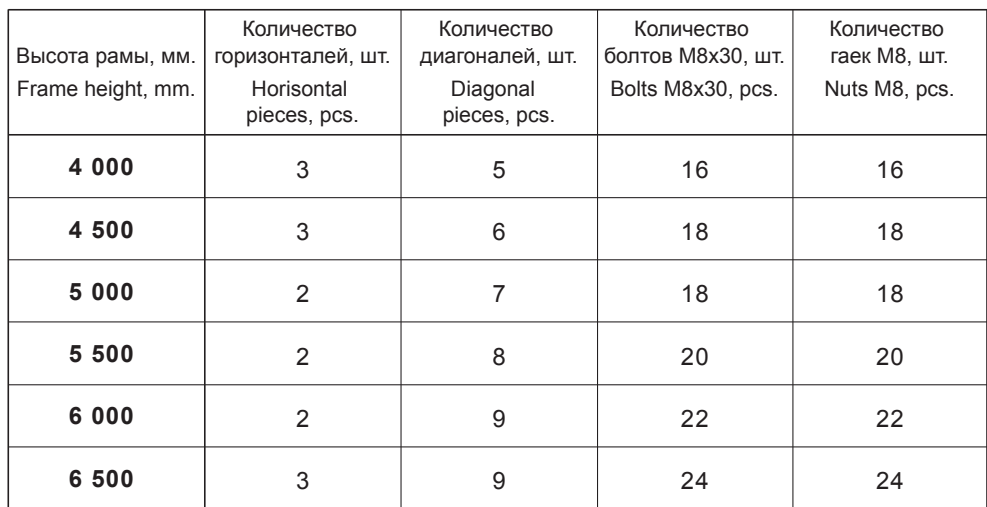 Высота рамы, мм.
Frame height, mm.
Количество
горизонталей, шт.
Horisontal
pieces, pcs.
Количество
диагоналей, шт.
Diagonal
pieces, pcs.
Количество
болтов М8х30, шт.
Bolts M8x30, pcs.
Количество
гаек М8, шт.
Nuts M8, pcs.
4 000 3 5 16 16
4 500 3 6 18 18
5 000 2 7 18 18
5 500 2 8 20 20
6 000 2 9 22 22
6 500 3 9 24 24